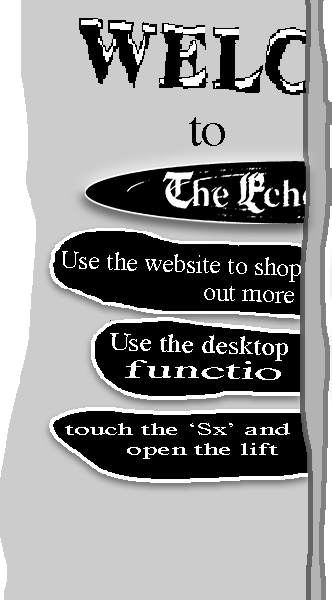 WELC
to
The Eche
Use the website to shop
out more
Use the desktop
functio
touch the ‘Sx’ and
open the lift